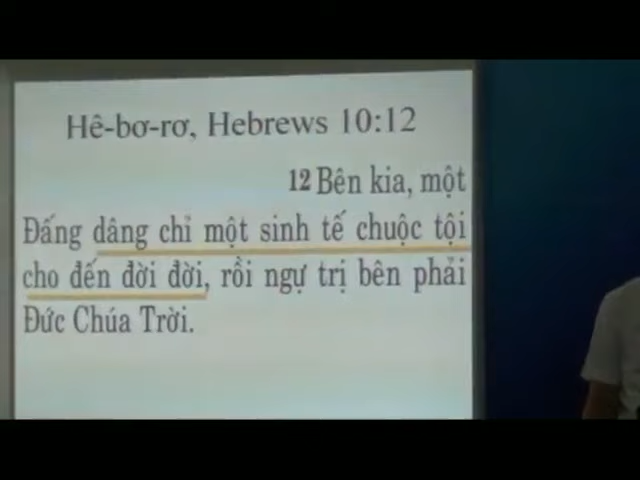 Hê-bơ-rơ, Hebrews 10:12
12 Bên kia, một
Đấng dâng chỉ một sinh tế chuộc tội
cho đến đời đời, rồi ngự trị bên phải
Đức Chúa Trời.